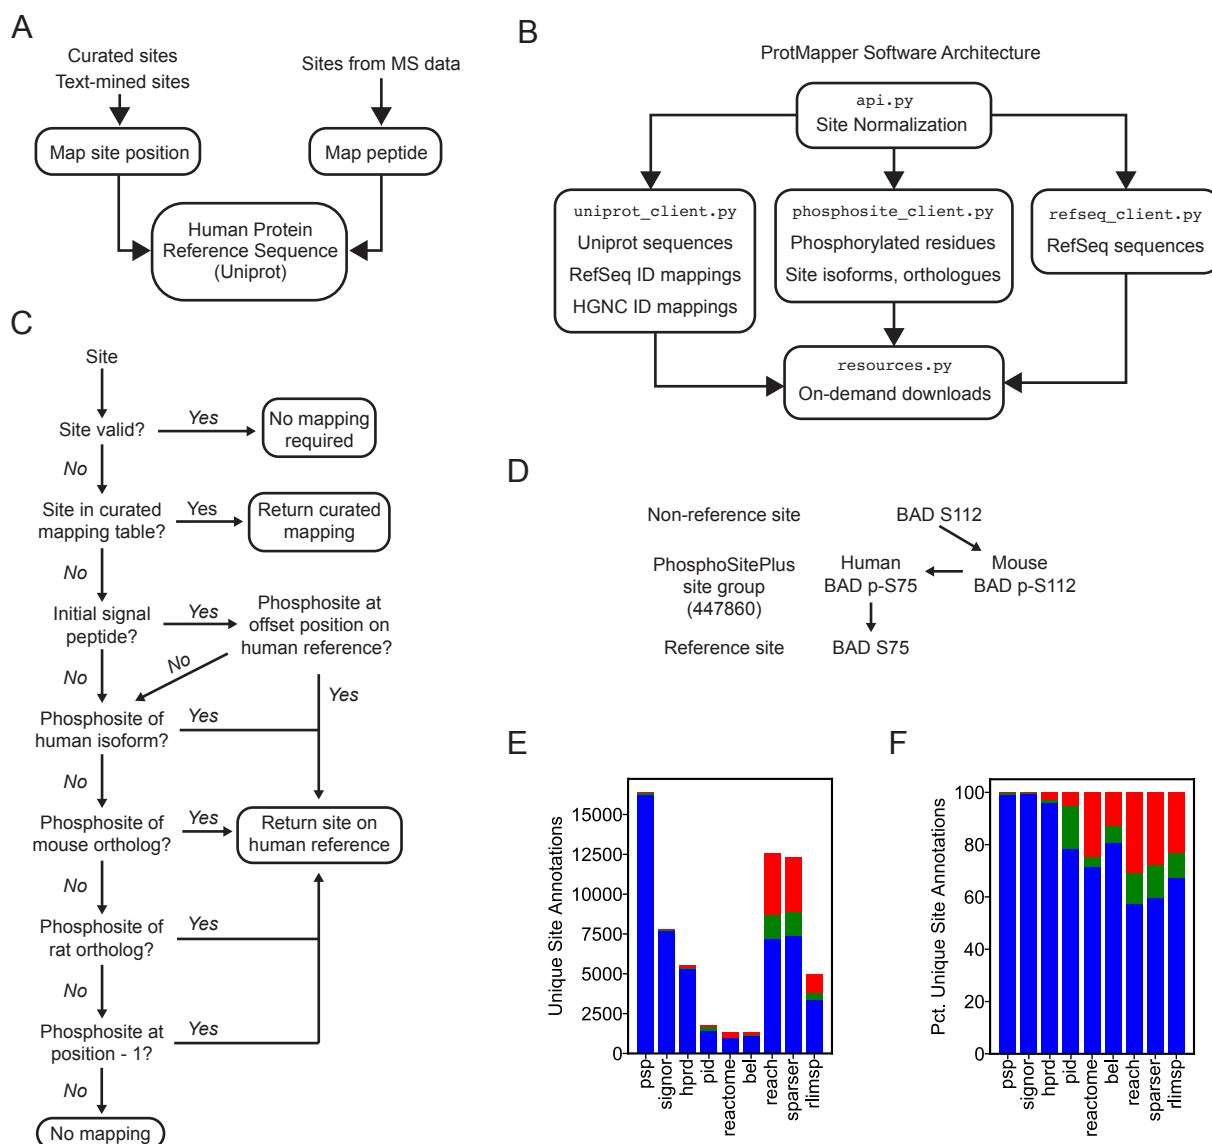 A
Curated sites
Text-mined sites
Sites from MS data
Map site position
Map peptide
Human Protein
Reference Sequence
(Uniprot)
B
ProtMapper Software Architecture
api.py
Site Normalization
uniprot_client.py
Uniprot sequences
RefSeq ID mappings
HGNC ID mappings
phosphosite_client.py
Phosphorylated residues
Site isoforms, orthologues
refseq_client.py
RefSeq sequences
resources.py
On-demand downloads
C
Site
Site valid?
Yes
No mapping
required
No
Site in curated
mapping table?
Yes
Return curated
mapping
No
Initial signal
peptide?
Yes
Phosphosite at
offset position on
human reference?
No
No
Yes
Phosphosite of
human isoform?
Yes
No
Phosphosite of
mouse ortholog?
Yes
Return site on
human reference
No
Phosphosite of
rat ortholog?
Yes
No
Phosphosite at
position - 1?
Yes
No
No mapping
D
Non-reference site
BAD S112
PhosphoSitePlus
site group
(447860)
Human
BAD p-S75
Mouse
BAD p-S112
Reference site
BAD S75
E
Unique Site Annotations
15000
12500
10000
7500
5000
2500
0
psp
signor
hprd
pid
reactome
bel
reach
sparser
rlimsp
F
Pct. Unique Site Annotations
100
80
60
40
20
0
psp
signor
hprd
pid
reactome
bel
reach
sparser
rlimsp